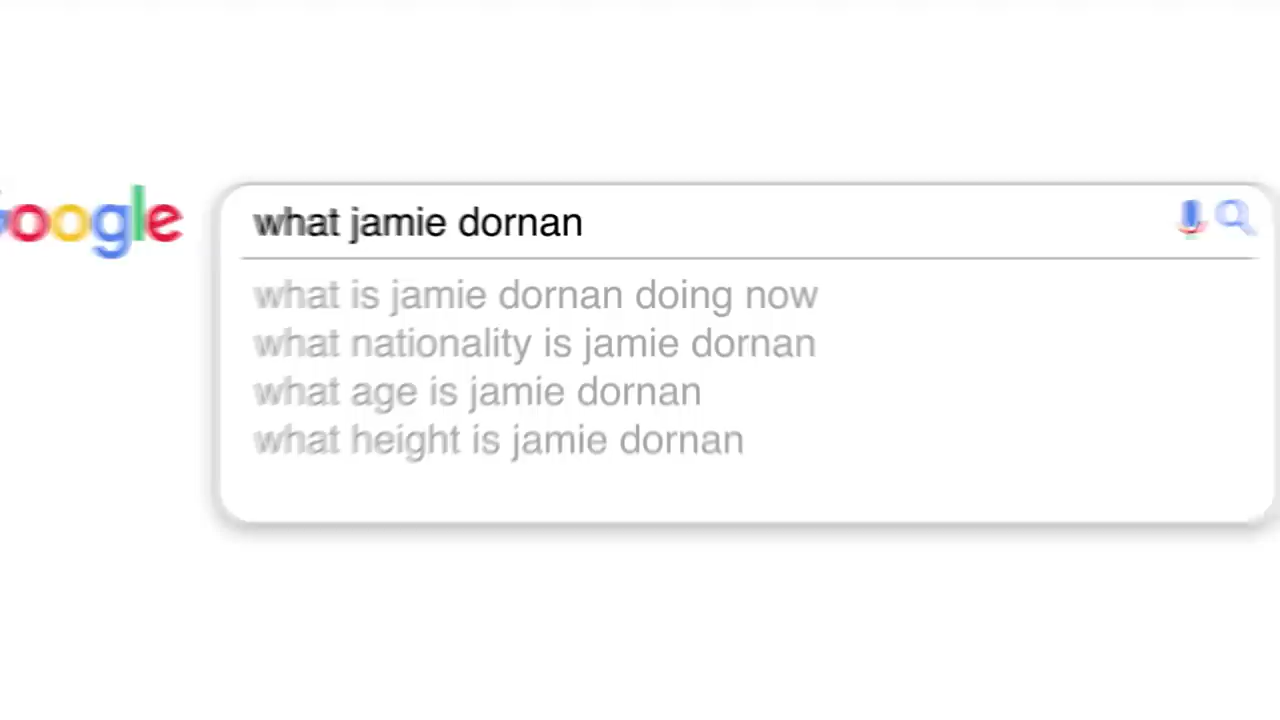 Google
what jamie dornan
what is jamie dornan doing now
what nationality is jamie dornan
what age is jamie dornan
what height is jamie dornan